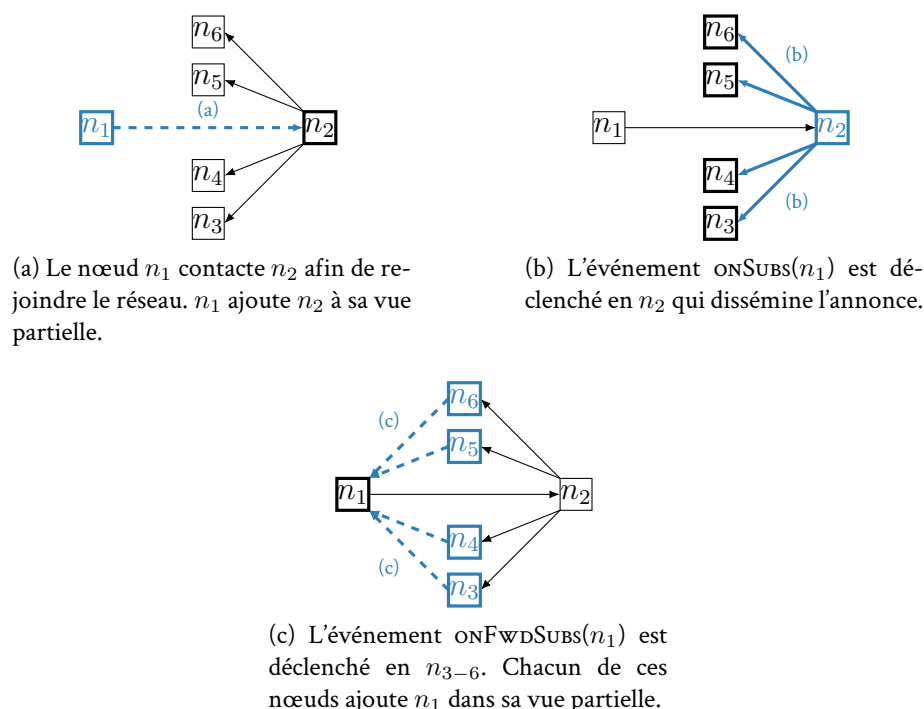 n6
n5
(a)
n1
n2
n4
n3
(a) Le nœud n1 contacte n2 afin de re-
joindre le réseau. n1 ajoute n2 à sa vue
partielle.
n6
(b)
n5
n1
n2
n4
(b)
n3
(b) L'événement onSubs(n1) est dé-
clenché en n2 qui dissémine l'annonce.
n6
(c)
n5
n1
n2
n4
(c)
n3
(c) L'événement onFwdSubs(n1) est
déclenché en n3−6. Chacun de ces
nœuds ajoute n1 dans sa vue partielle.